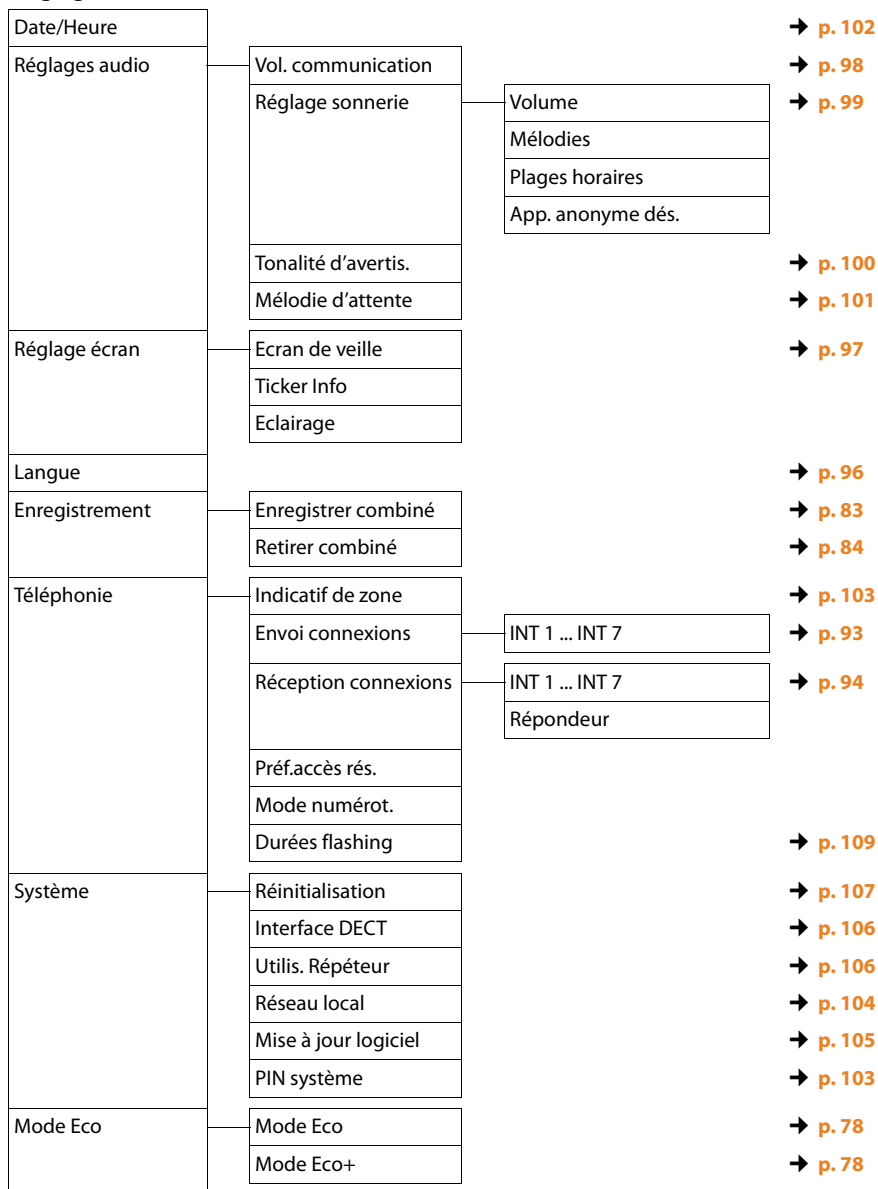 Date/Heure ➔ p. 102
Réglages audio Vol. communication ➔ p. 98
Réglage sonnerie Volume ➔ p. 99
Mélodies
Plages horaires
App. anonyme dés.
Tonalité d'avertis. ➔ p. 100
Mélodie d'attente ➔ p. 101
Réglage écran Ecran de veille ➔ p. 97
Ticker Info
Eclairage
Langue ➔ p. 96
Enregistrement Enregistrer combiné ➔ p. 83
Retirer combiné ➔ p. 84
Téléphonie Indicatif de zone ➔ p. 103
Envoi connexions INT 1 ... INT 7 ➔ p. 93
Réception connexions INT 1 ... INT 7 ➔ p. 94
Répondeur
Préf.accès rés.
Mode numérot.
Durées flashing ➔ p. 109
Système Réinitialisation ➔ p. 107
Interface DECT ➔ p. 106
Utilis. Répéteur ➔ p. 106
Réseau local ➔ p. 104
Mise à jour logiciel ➔ p. 105
PIN système ➔ p. 103
Mode Eco Mode Eco ➔ p. 78
Mode Eco+ ➔ p. 78